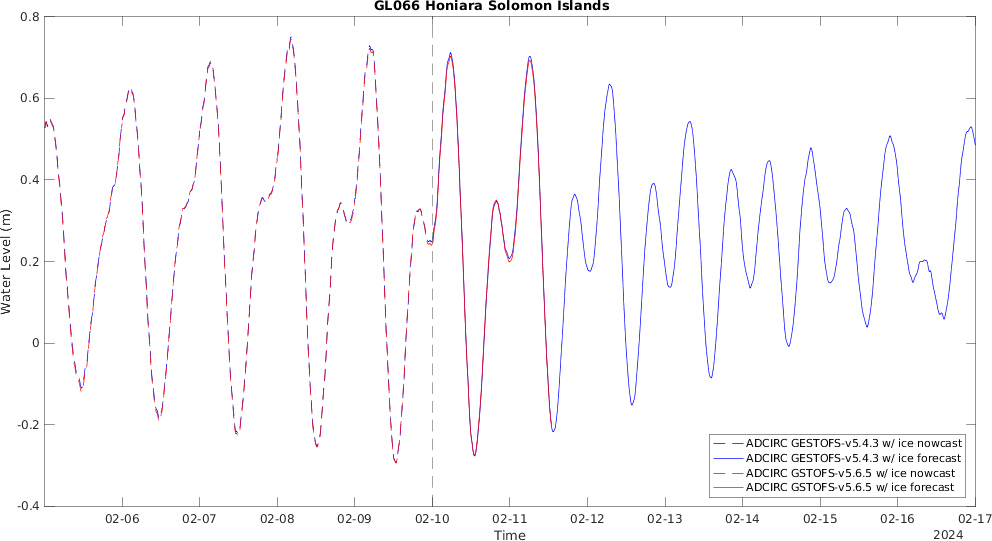 GL066 Honiara Solomon Islands
0.8
0.6
0.4
0.2
0
-0.2
-0.4
Water Level (m)
ADCIRC GESTOFS-v5.4.3 w/ ice nowcast
ADCIRC GESTOFS-v5.4.3 w/ ice forecast
ADCIRC GSTOFS-v5.6.5 w/ ice nowcast
ADCIRC GSTOFS-v5.6.5 w/ ice forecast
02-06 02-07 02-08 02-09 02-10 02-11 02-12 02-13 02-14 02-15 02-16 02-17
Time
2024